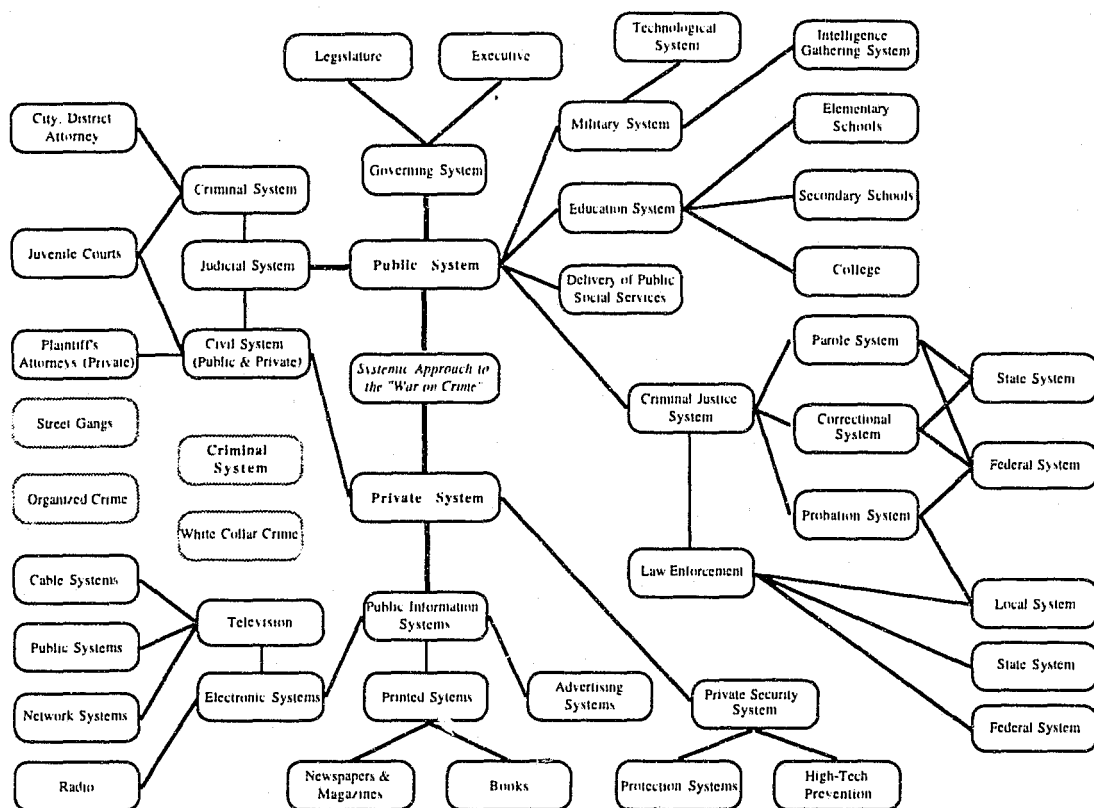 Technological
System
Intelligence
Gathering System
Legislature
Executive
City, District
Attorney
Military System
Elementary
Schools
Governing System
Criminal System
Education System
Secondary Schools
Juvenile Courts
Judicial System
Public System
College
Delivery of Public
Social Services
Plaintiff's
Attorneys (Private)
Civil System
(Public & Private)
Parole System
Systemic Approach to
the "War on Crime"
State System
Criminal Justice
System
Street Gangs
Correctional
System
Criminal
System
Federal System
Organized Crime
Private System
Probation System
White Collar Crime
Law Enforcement
Cable Systems
Local System
Public Information
Systems
Television
Public Systems
State System
Electronic Systems
Printed Sytems
Advertising
Systems
Private Security
System
Network Systems
Federal System
Radio
Newspapers &
Magazines
Books
Protection Systems
High-Tech
Prevention